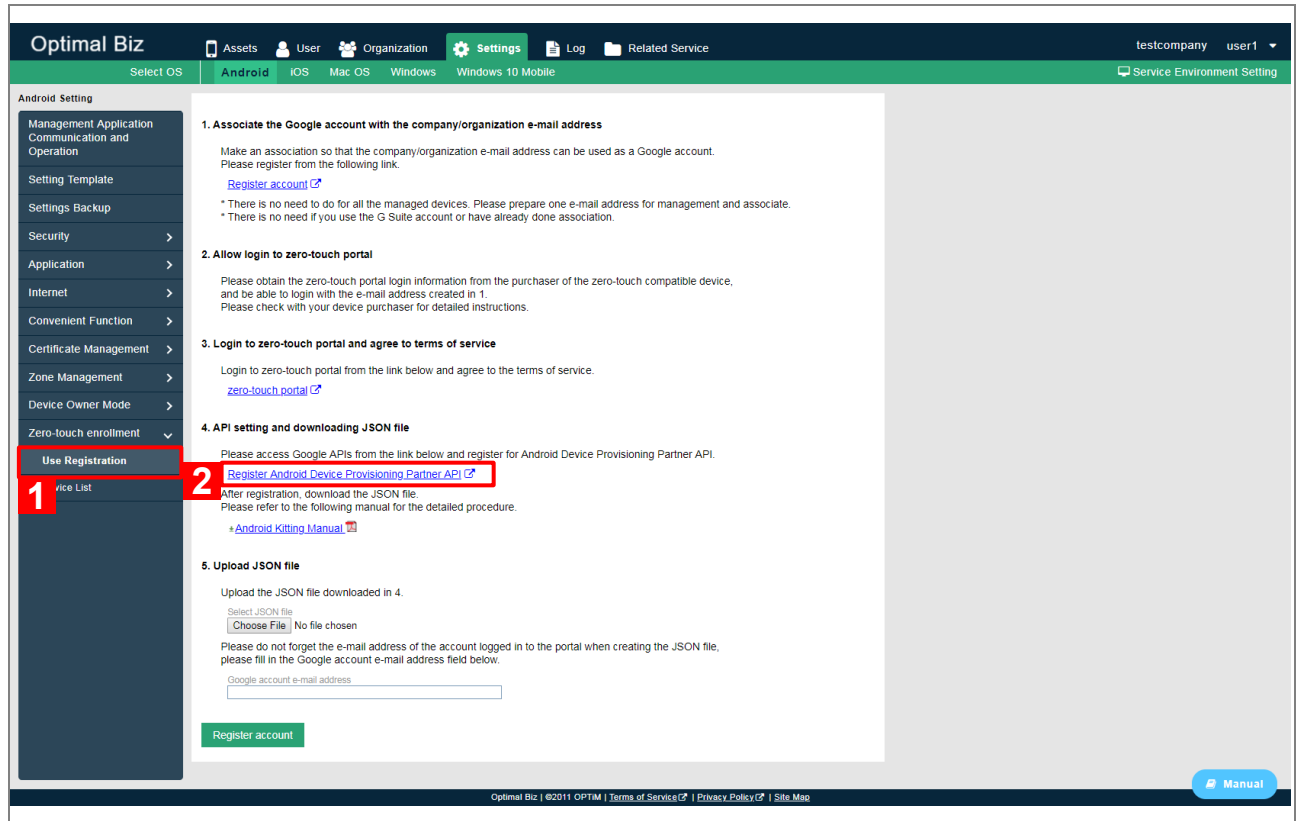 Optimal Biz
Assets User Organization Settings Log Related Service
testcompany user1
Select OS
Android iOS Mac OS Windows Windows 10 Mobile
Service Environment Setting
Android Setting
Management Application
Communication and
Operation
Setting Template
Settings Backup
Security
Application
Internet
Convenient Function
Certificate Management
Zone Management
Device Owner Mode
Zero-touch enrollment
Use Registration
1
vice List
1. Associate the Google account with the company/organization e-mail address
Make an association so that the company/organization e-mail address can be used as a Google account.
Please register from the following link.
Register account
* There is no need to do for all the managed devices. Please prepare one e-mail address for management and associate.
* There is no need if you use the G Suite account or have already done association.
2. Allow login to zero-touch portal
Please obtain the zero-touch portal login information from the purchaser of the zero-touch compatible device,
and be able to login with the e-mail address created in 1.
Please check with your device purchaser for detailed instructions.
3. Login to zero-touch portal and agree to terms of service
Login to zero-touch portal from the link below and agree to the terms of service.
zero-touch portal
4. API setting and downloading JSON file
Please access Google APIs from the link below and register for Android Device Provisioning Partner API.
2
Register Android Device Provisioning Partner API
After registration, download the JSON file.
Please refer to the following manual for the detailed procedure.
Android Kitting Manual
5. Upload JSON file
Upload the JSON file downloaded in 4.
Select JSON file
Choose File No file chosen
Please do not forget the e-mail address of the account logged in to the portal when creating the JSON file,
please fill in the Google account e-mail address field below.
Google account e-mail address
Register account
Manual
Optimal Biz | ©2011 OPTiM | Terms of Service | Privacy Policy | Site Map